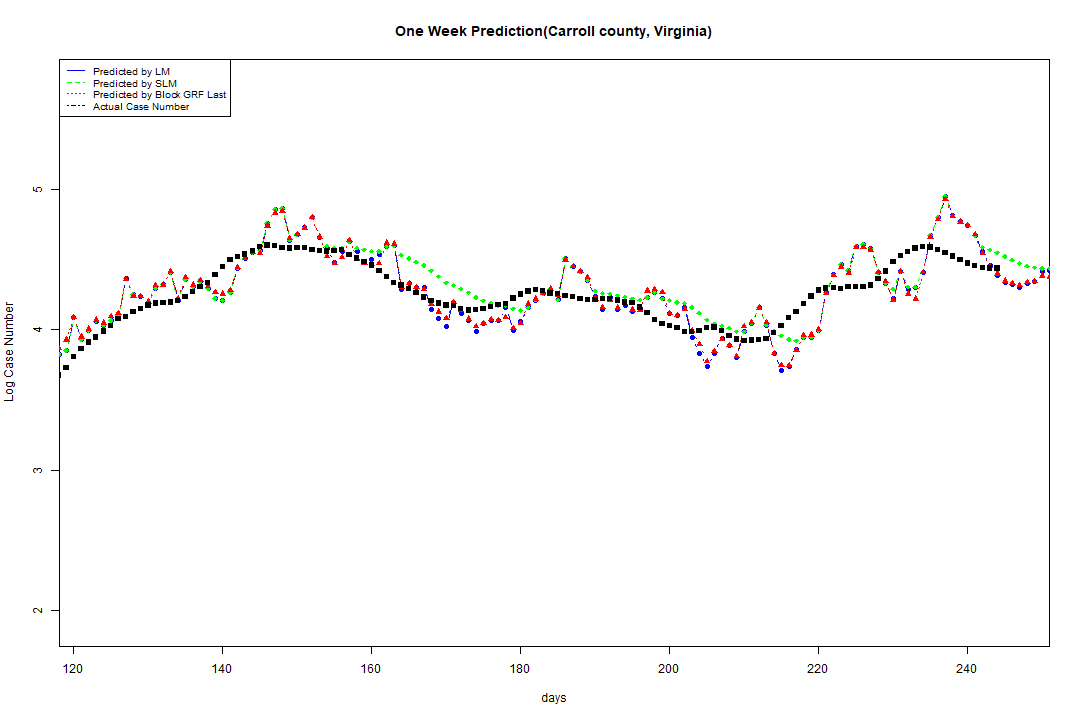 One Week Prediction(Carroll county, Virginia)
Predicted by LM
Predicted by SLM
Predicted by Block GRF Last
Actual Case Number
5
4
3
2
Log Case Number
120 140 160 180 200 220 240
days